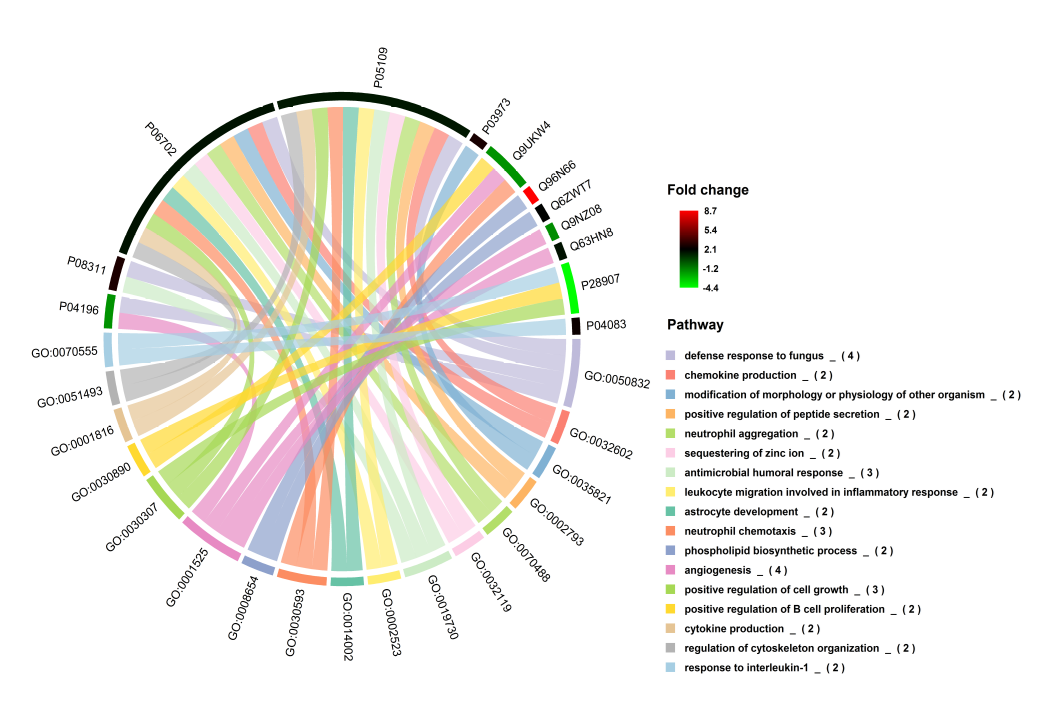 P05109
P03973
Q9UKW4
Q96N66
Q6ZWT7
Q9NZ08
Q63HN8
P28907
P04083
GO:0050832
GO:0032602
GO:0035821
GO:0002793
GO:0070488
GO:0032119
GO:0019730
GO:0002523
GO:0014002
GO:0030593
GO:0008654
GO:0001525
GO:0030307
GO:0030890
GO:0001816
GO:0051493
GO:0070555
P04196
P08311
P06702
Fold change
8.7
5.4
2.1
-1.2
-4.4
Pathway
defense response to fungus _ ( 4 )
chemokine production _ ( 2 )
modification of morphology or physiology of other organism _ ( 2 )
positive regulation of peptide secretion _ ( 2 )
neutrophil aggregation _ ( 2 )
sequestering of zinc ion _ ( 2 )
antimicrobial humoral response _ ( 3 )
leukocyte migration involved in inflammatory response _ ( 2 )
astrocyte development _ ( 2 )
neutrophil chemotaxis _ ( 3 )
phospholipid biosynthetic process _ ( 2 )
angiogenesis _ ( 4 )
positive regulation of cell growth _ ( 3 )
positive regulation of B cell proliferation _ ( 2 )
cytokine production _ ( 2 )
regulation of cytoskeleton organization _ ( 2 )
response to interleukin-1 _ ( 2 )